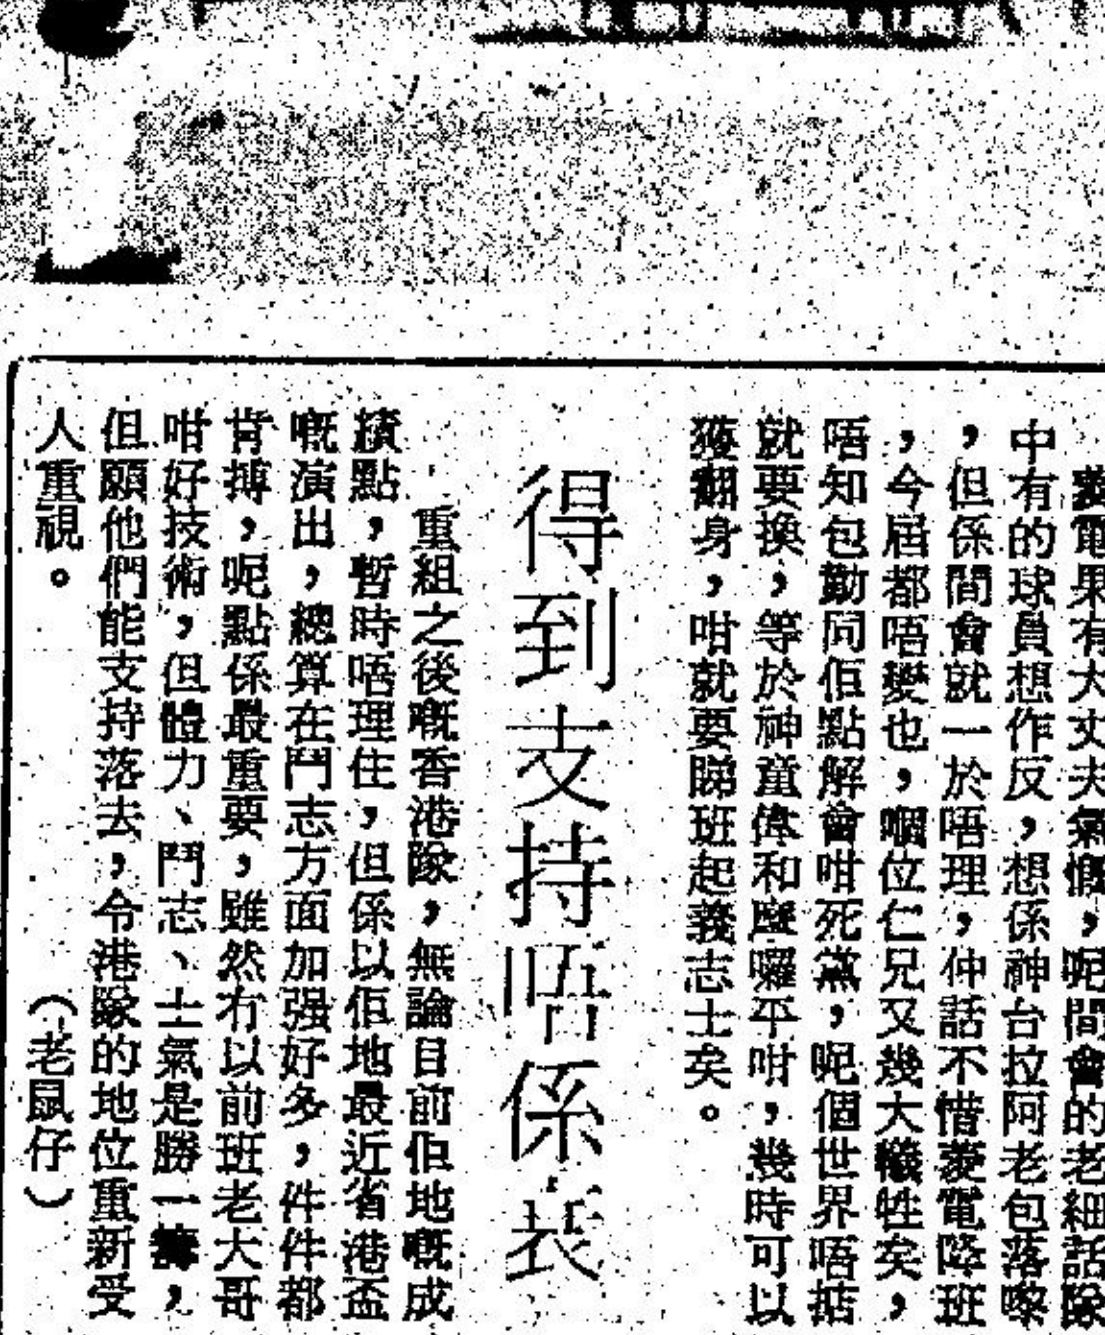 菱電果有大丈夫氣慨，呢間會的老細話隊
中有的球員想作反，想係神台拉阿老包落嚟
，但係間會就一於唔理，仲話不惜菱電降班
，今屆都唔變也，嗰位仁兄又幾大犧牲矣，
唔知包勤同佢點解會咁死黨，呢個世界唔掂
就要換，等於神童偉和鹽囉平咁，幾時可以
獲翻身，咁就要睇班起義志士矣。
得到支持唔係衰
重組之後嘅香港隊，無論目前佢地嘅成
績點，暫時唔理住，但係以佢地最近省港盃
嘅演出，總算在鬥志方面加强好多，件件都
肯搏，呢點係最重要，雖然冇以前班老大哥
咁好技術，但體力、鬥志、士氣是勝一籌，
但願他們能支持落去，令港隊的地位重新受
人重視。（老鼠仔）